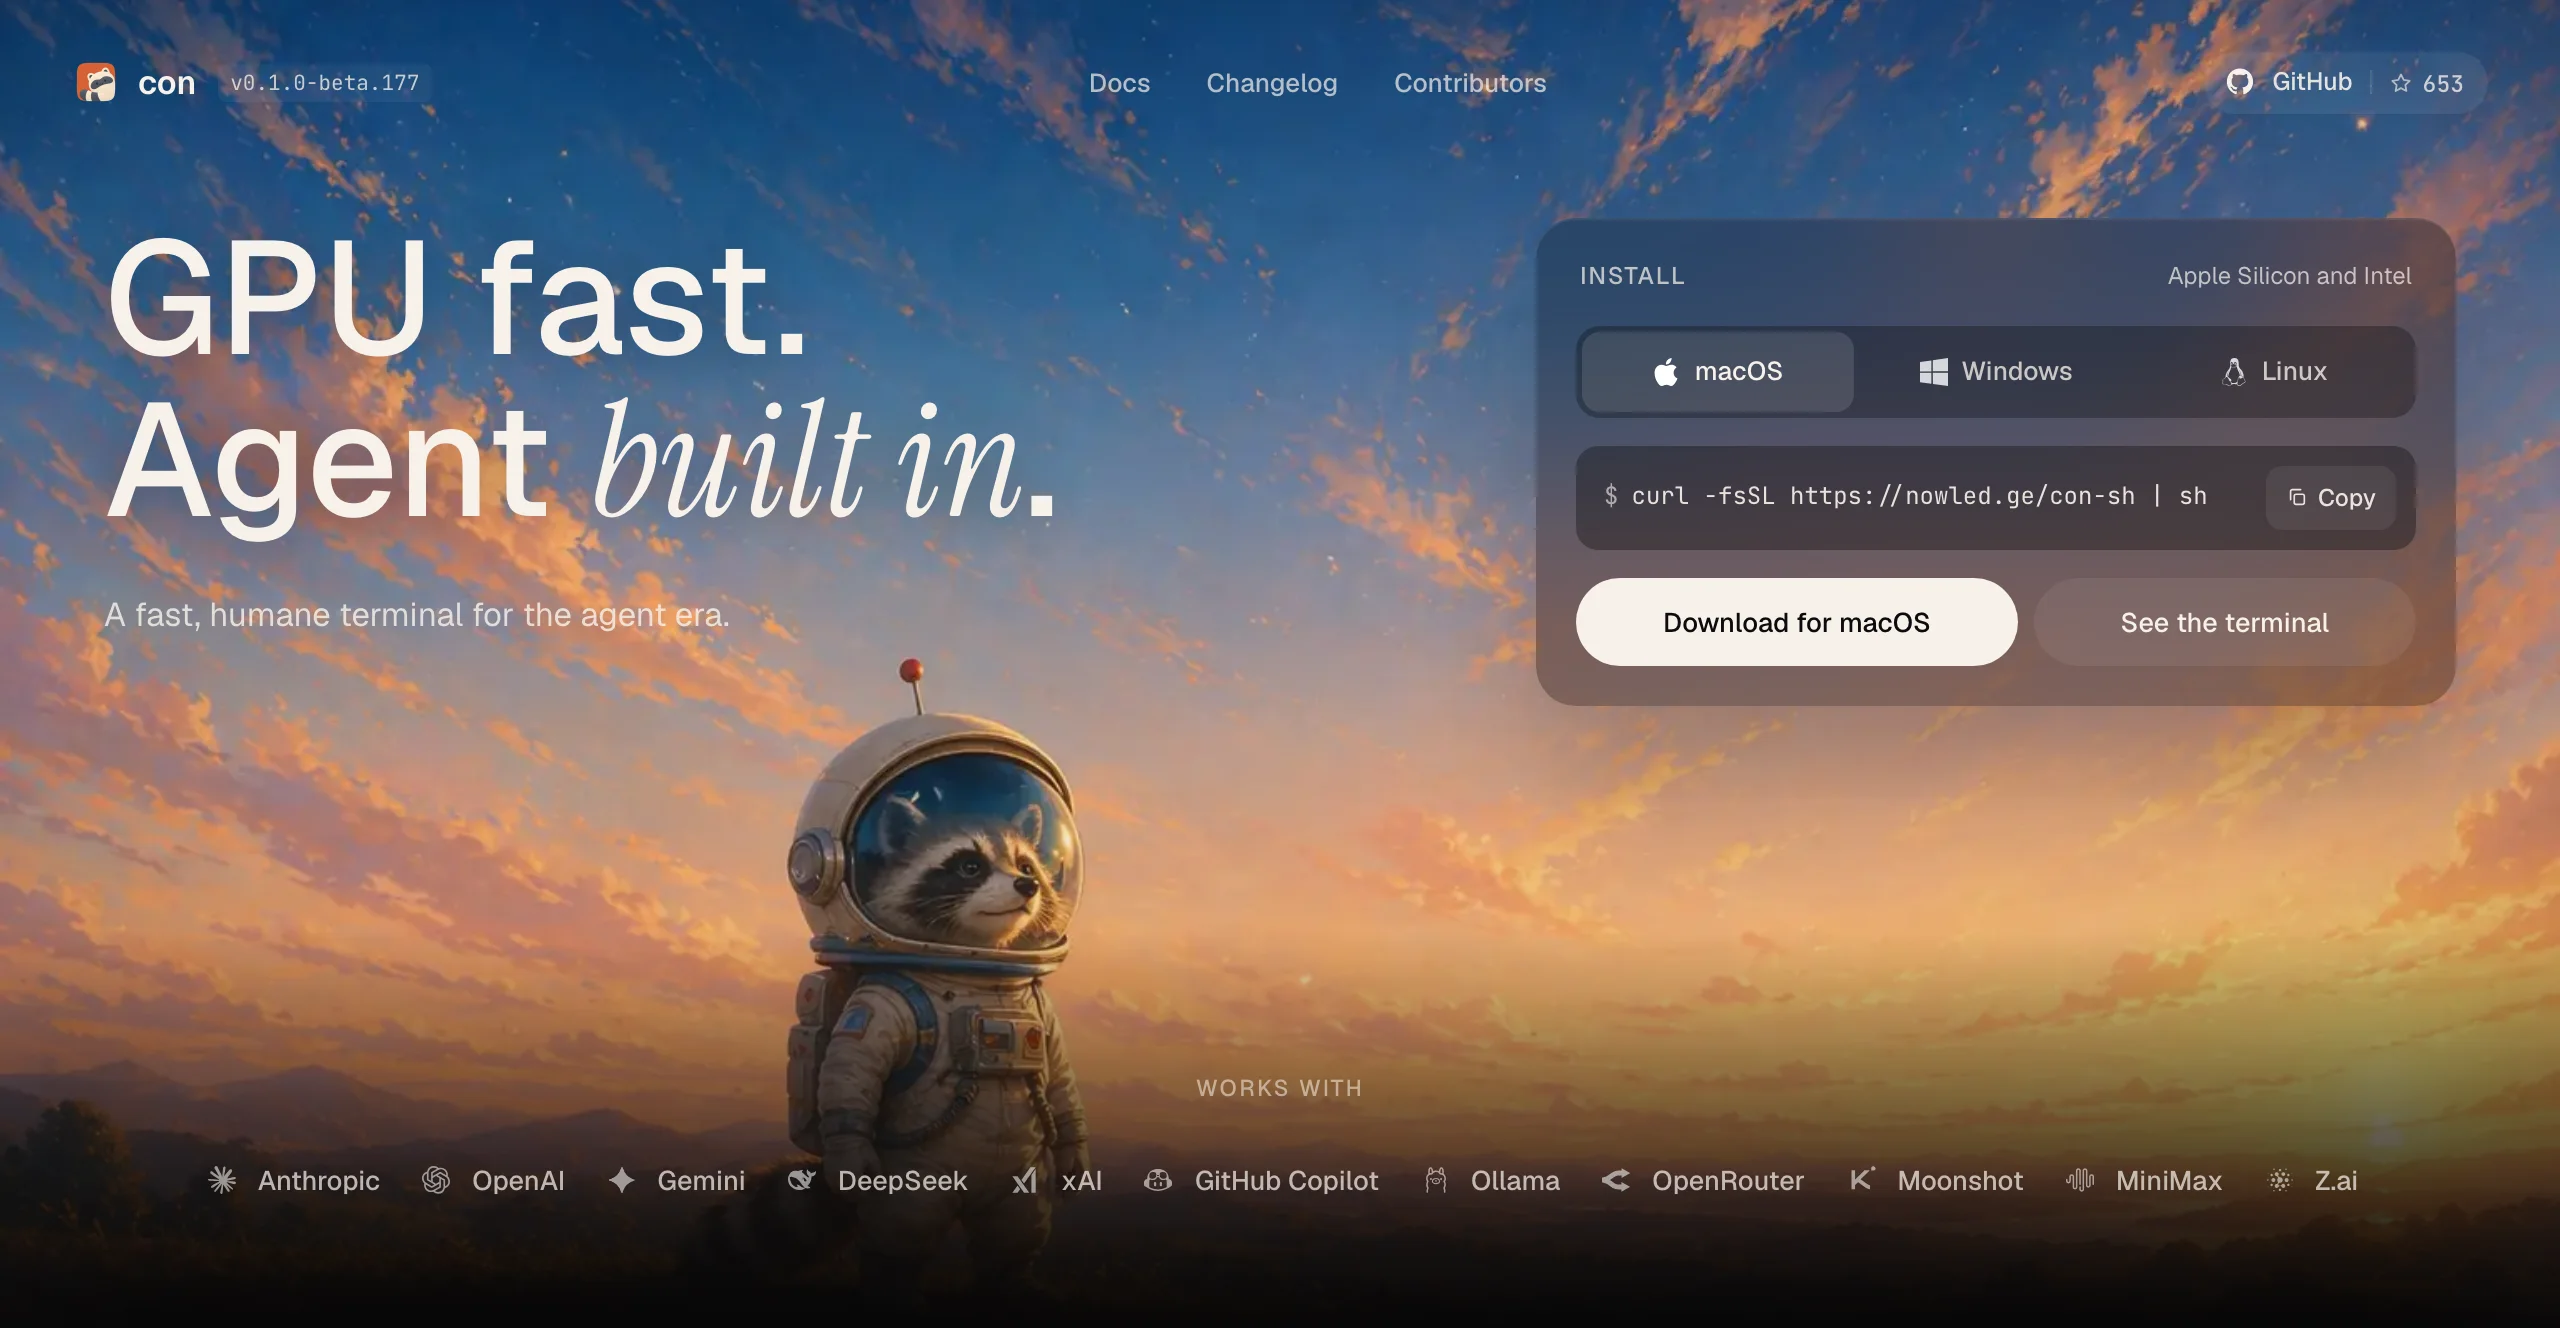 con v0.1.0-beta.177
Docs Changelog Contributors
GitHub 653
GPU fast.
Agent built in.
A fast, humane terminal for the agent era.
INSTALL Apple Silicon and Intel
macOS Windows Linux
$ curl -fsSL https://nowled.ge/con-sh | sh Copy
Download for macOS See the terminal
WORKS WITH
Anthropic OpenAI Gemini DeepSeek xAI GitHub Copilot Ollama OpenRouter Moonshot MiniMax Z.ai